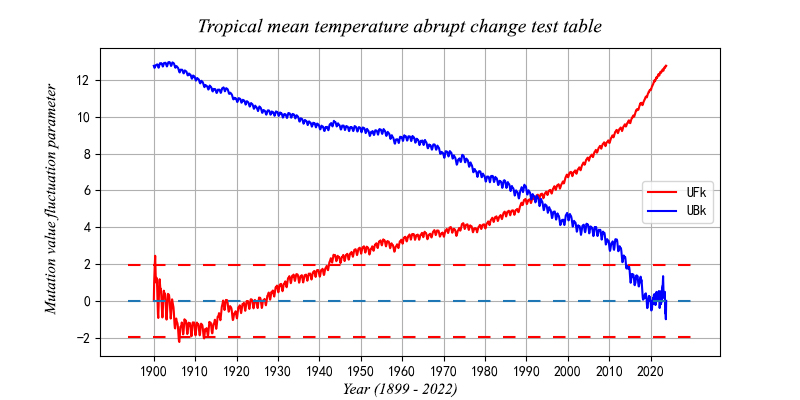 Tropical mean temperature abrupt change test table
Mutation value fluctuation parameter
12
10
8
6
4
2
0
−2
UFk
UBk
1900 1910 1920 1930 1940 1950 1960 1970 1980 1990 2000 2010 2020
Year (1899 - 2022)